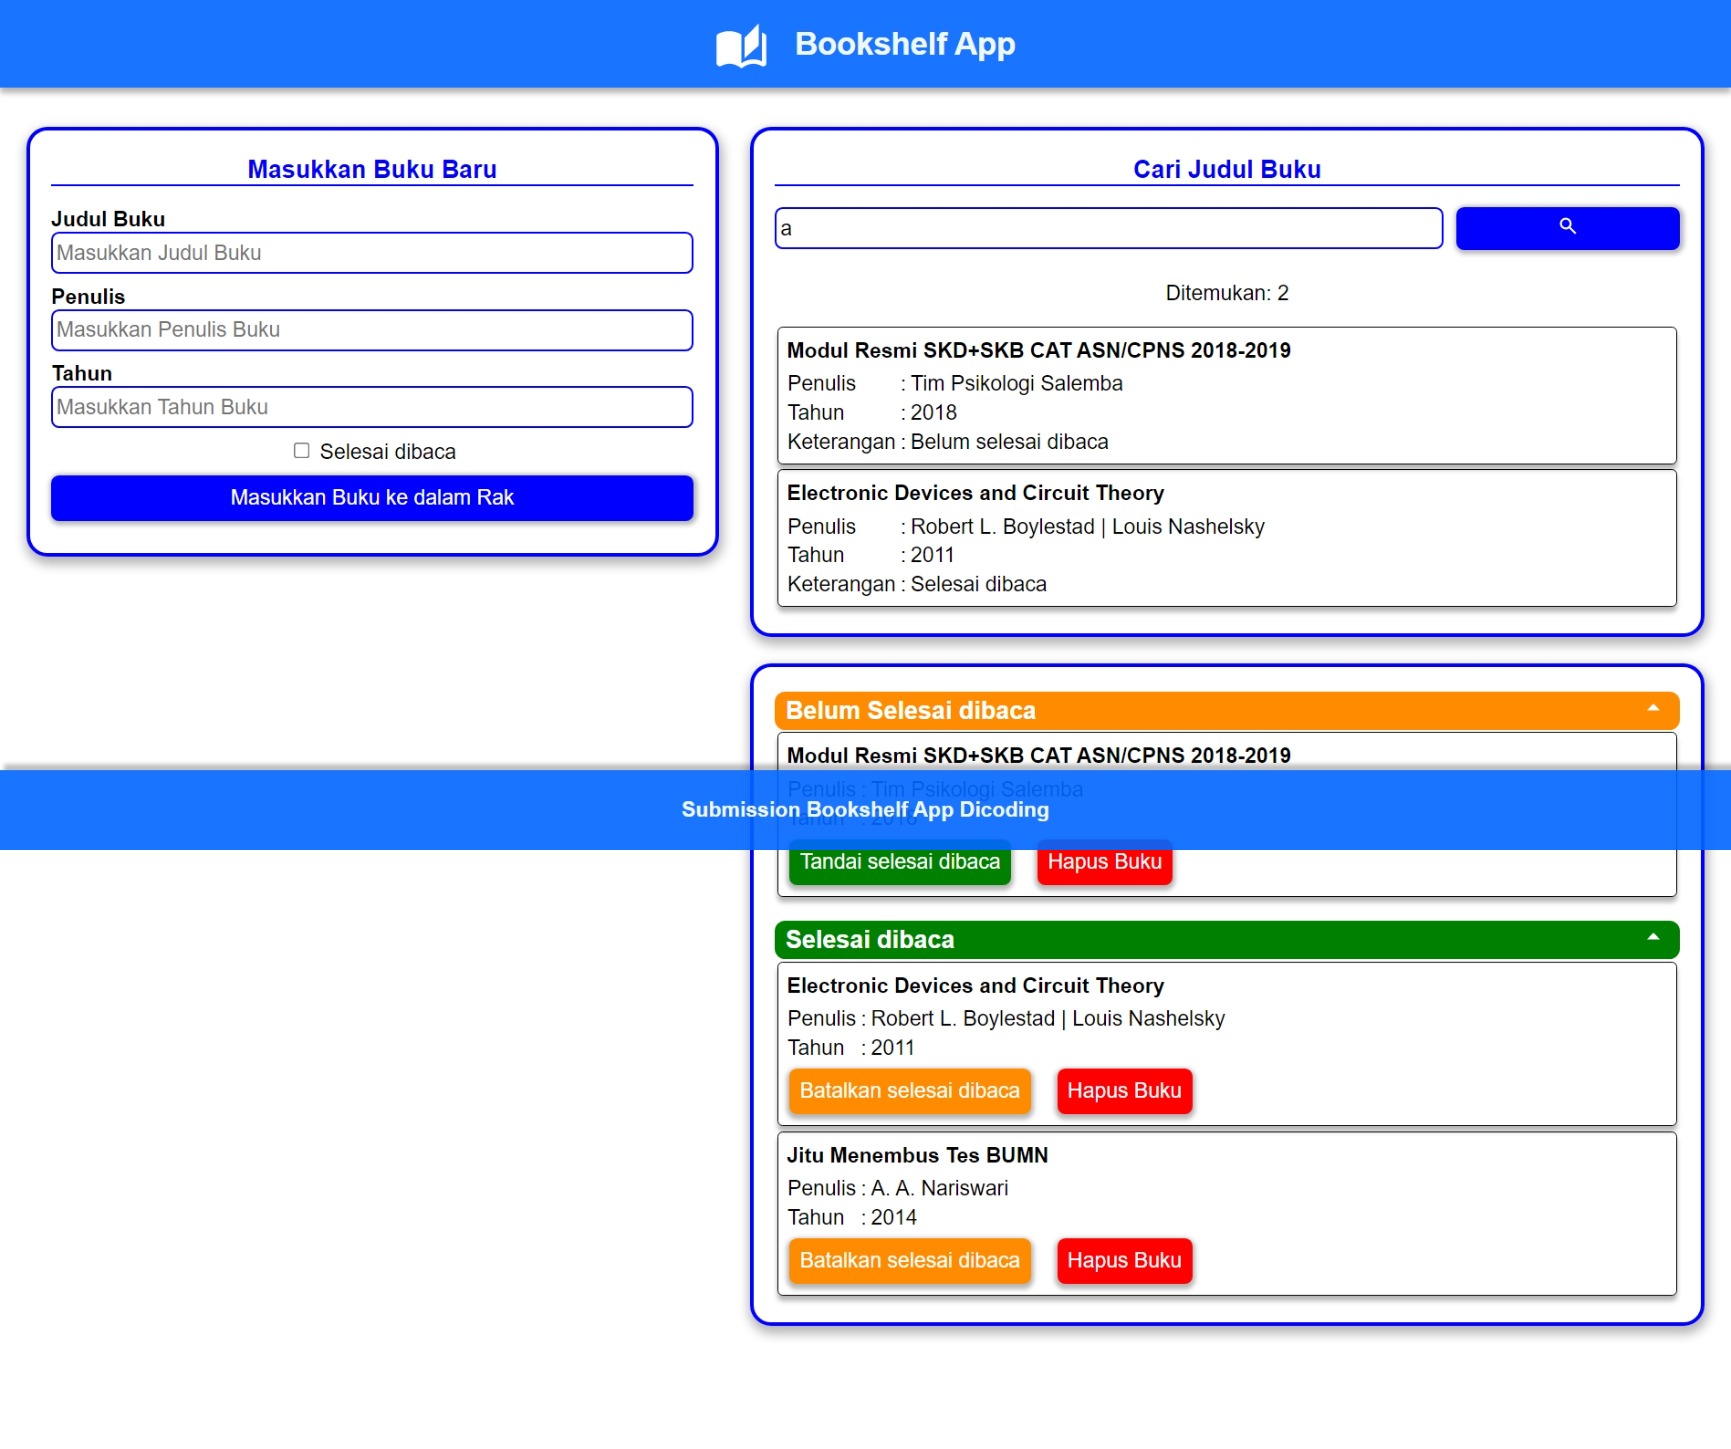 Bookshelf App
Masukkan Buku Baru
Judul Buku
Masukkan Judul Buku
Penulis
Masukkan Penulis Buku
Tahun
Masukkan Tahun Buku
Selesai dibaca
Masukkan Buku ke dalam Rak
Cari Judul Buku
a
Ditemukan: 2
Modul Resmi SKD+SKB CAT ASN/CPNS 2018-2019
Penulis : Tim Psikologi Salemba
Tahun : 2018
Keterangan : Belum selesai dibaca
Electronic Devices and Circuit Theory
Penulis : Robert L. Boylestad | Louis Nashelsky
Tahun : 2011
Keterangan : Selesai dibaca
Belum Selesai dibaca
Modul Resmi SKD+SKB CAT ASN/CPNS 2018-2019
Penulis : Tim Psikologi Salemba
Submission Bookshelf App Dicoding
Tahun : 2018
Tandai selesai dibaca
Hapus Buku
Selesai dibaca
Electronic Devices and Circuit Theory
Penulis : Robert L. Boylestad | Louis Nashelsky
Tahun : 2011
Batalkan selesai dibaca
Hapus Buku
Jitu Menembus Tes BUMN
Penulis : A. A. Nariswari
Tahun : 2014
Batalkan selesai dibaca
Hapus Buku